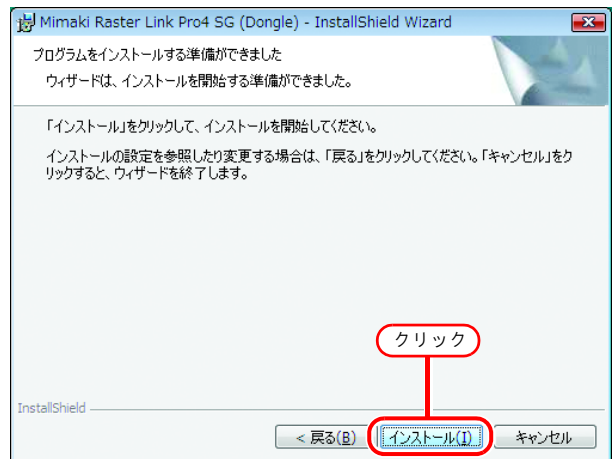 Mimaki Raster Link Pro4 SG (Dongle) - InstallShield Wizard
プログラムをインストールする準備ができました
ウィザードは、インストールを開始する準備ができました。
「インストール」をクリックして、インストールを開始してください。
インストールの設定を参照したり変更する場合は、「戻る」をクリックしてください。「キャンセル」をク
リックすると、ウィザードを終了します。
クリック
InstallShield
< 戻る(B) インストール(I) キャンセル